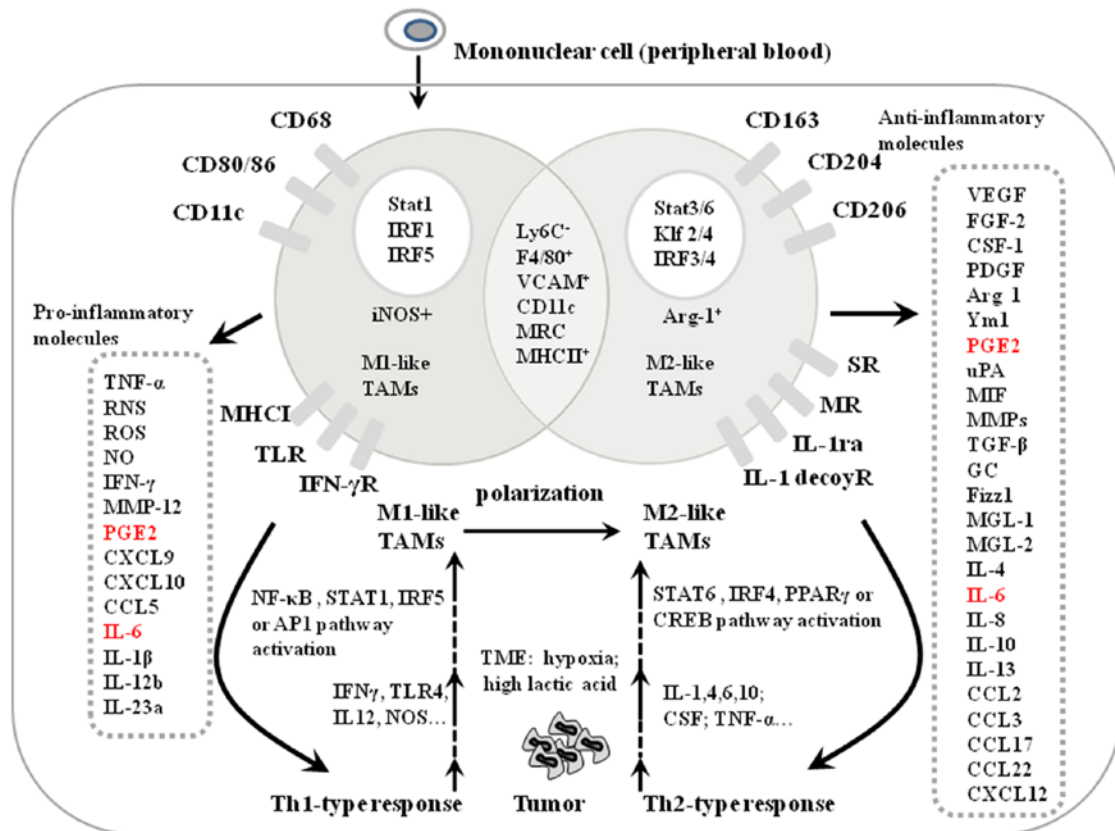 Mononuclear cell (peripheral blood)
CD68
CD80/86
CD11c
Stat1
IRF1
IRF5
iNOS+
M1-like
TAMs
Ly6C-
F4/80+
VCAM+
CD11c
MRC
MHCII+
Stat3/6
Klf 2/4
IRF3/4
Arg-1+
M2-like
TAMs
CD163
CD204
CD206
Anti-inflammatory
molecules
VEGF
FGF-2
CSF-1
PDGF
Arg 1
Ym1
PGE2
uPA
MIF
MMPs
TGF-β
GC
Fizz1
MGL-1
MGL-2
IL-4
IL-6
IL-8
IL-10
IL-13
CCL2
CCL3
CCL17
CCL22
CXCL12
Pro-inflammatory
molecules
TNF-α
RNS
ROS
NO
IFN-γ
MMP-12
PGE2
CXCL9
CXCL10
CCL5
IL-6
IL-1β
IL-12b
IL-23a
MHCI
TLR
IFN-γR
SR
MR
IL-1ra
IL-1 decoyR
polarization
M1-like
TAMs
M2-like
TAMs
NF-κB , STAT1, IRF5
or AP1 pathway
activation
STAT6 , IRF4, PPARγ or
CREB pathway activation
TME: hypoxia;
high lactic acid
IFNγ, TLR4,
IL12, NOS…
IL-1,4,6,10;
CSF; TNF-α…
Th1-type response
Tumor
Th2-type response